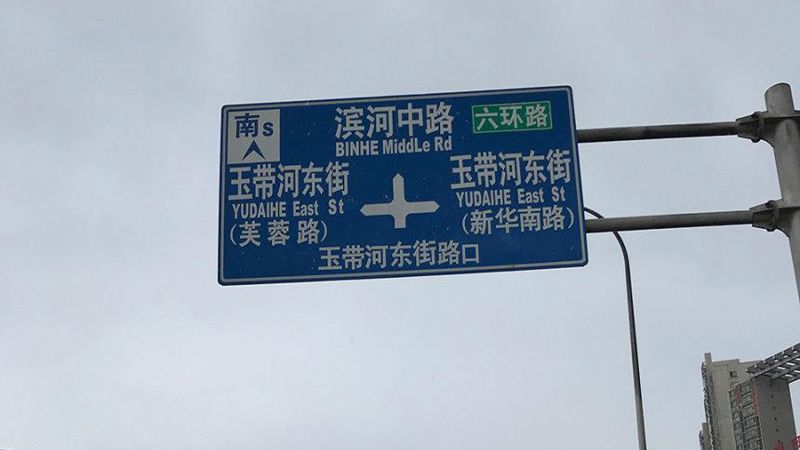 南S
滨河中路
六环路
BINHE MiddLe Rd
玉带河东街
YUDAIHE East St
(芙蓉路)
玉带河东街
YUDAIHE East St
(新华南路)
玉带河东街路口